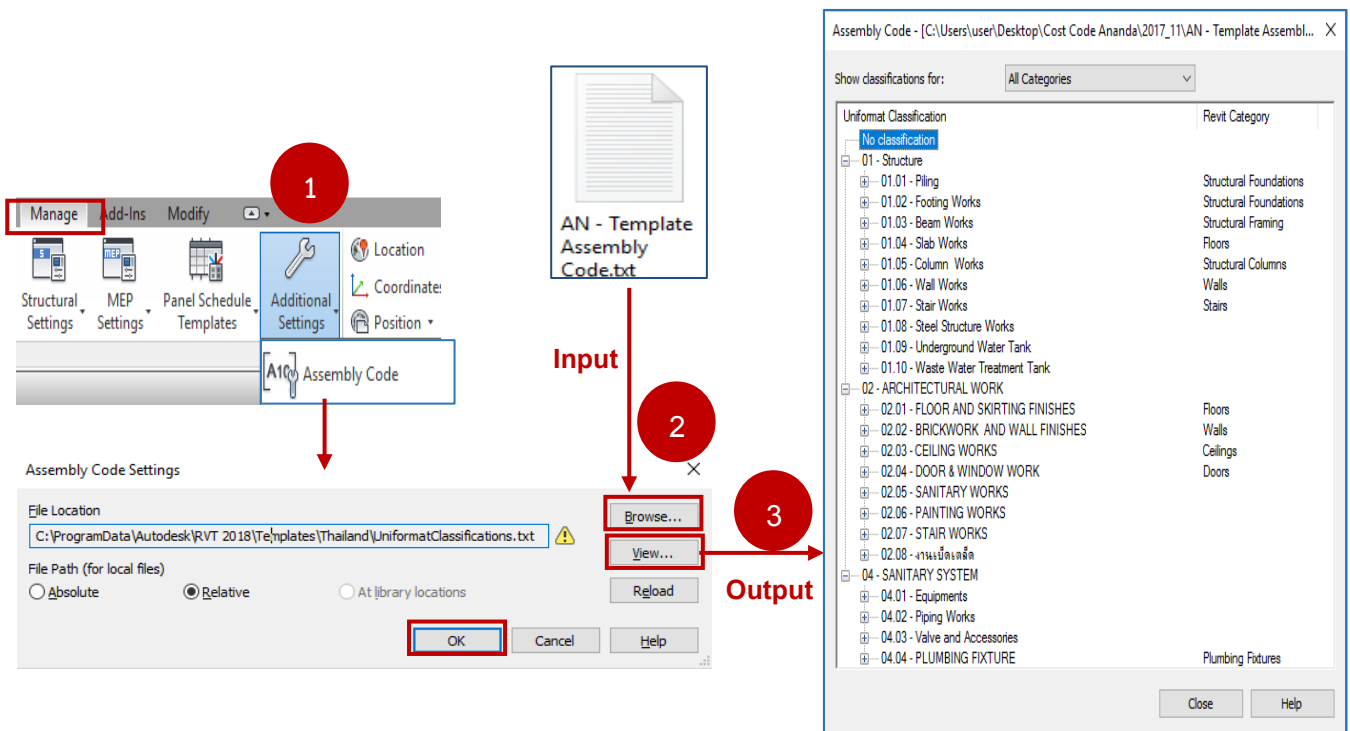 1
Manage Add-Ins Modify
Structural Settings
MEP Settings
Panel Schedule Templates
Additional Settings
Location
Coordinates
Position
Assembly Code
AN - Template
Assembly
Code.txt
Input
2
Assembly Code Settings
File Location
C:\ProgramData\Autodesk\RVT 2018\Templates\Thailand\UniformatClassifications.txt
Browse...
View...
File Path (for local files)
Absolute Relative At library locations
Reload
OK Cancel Help
3
Output
Assembly Code - [C:\Users\user\Desktop\Cost Code Ananda\2017_11\AN - Template Assembl... X
Show classifications for: All Categories
Uniformat Classification Revit Category
No classification
01 - Structure
01.01 - Piling Structural Foundations
01.02 - Footing Works Structural Foundations
01.03 - Beam Works Structural Framing
01.04 - Slab Works Floors
01.05 - Column Works Structural Columns
01.06 - Wall Works Walls
01.07 - Stair Works Stairs
01.08 - Steel Structure Works
01.09 - Underground Water Tank
01.10 - Waste Water Treatment Tank
02 - ARCHITECTURAL WORK
02.01 - FLOOR AND SKIRTING FINISHES Floors
02.02 - BRICKWORK AND WALL FINISHES Walls
02.03 - CEILING WORKS Ceilings
02.04 - DOOR & WINDOW WORK Doors
02.05 - SANITARY WORKS
02.06 - PAINTING WORKS
02.07 - STAIR WORKS
02.08 - งานเบ็ดเตล็ด
04 - SANITARY SYSTEM
04.01 - Equipments
04.02 - Piping Works
04.03 - Valve and Accessories
04.04 - PLUMBING FIXTURE Plumbing Fixtures
Close Help